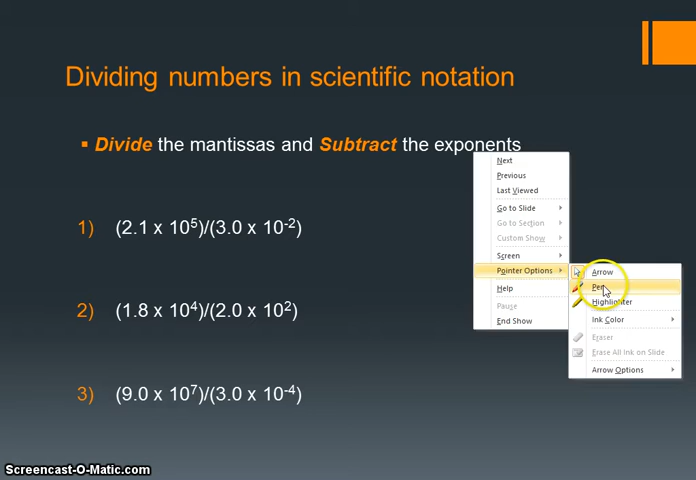 Dividing numbers in scientific notation
▪ Divide the mantissas and Subtract the exponents
1) (2.1 x 10⁵)/(3.0 x 10⁻²)
2) (1.8 x 10⁴)/(2.0 x 10²)
3) (9.0 x 10⁷)/(3.0 x 10⁻⁴)
Next
Previous
Last Viewed
Go to Slide
Go to Section
Custom Show
Screen
Pointer Options
Help
Pause
End Show
Arrow
Pen
Highlighter
Ink Color
Eraser
Erase All Ink on Slide
Arrow Options
Screencast-O-Matic.com